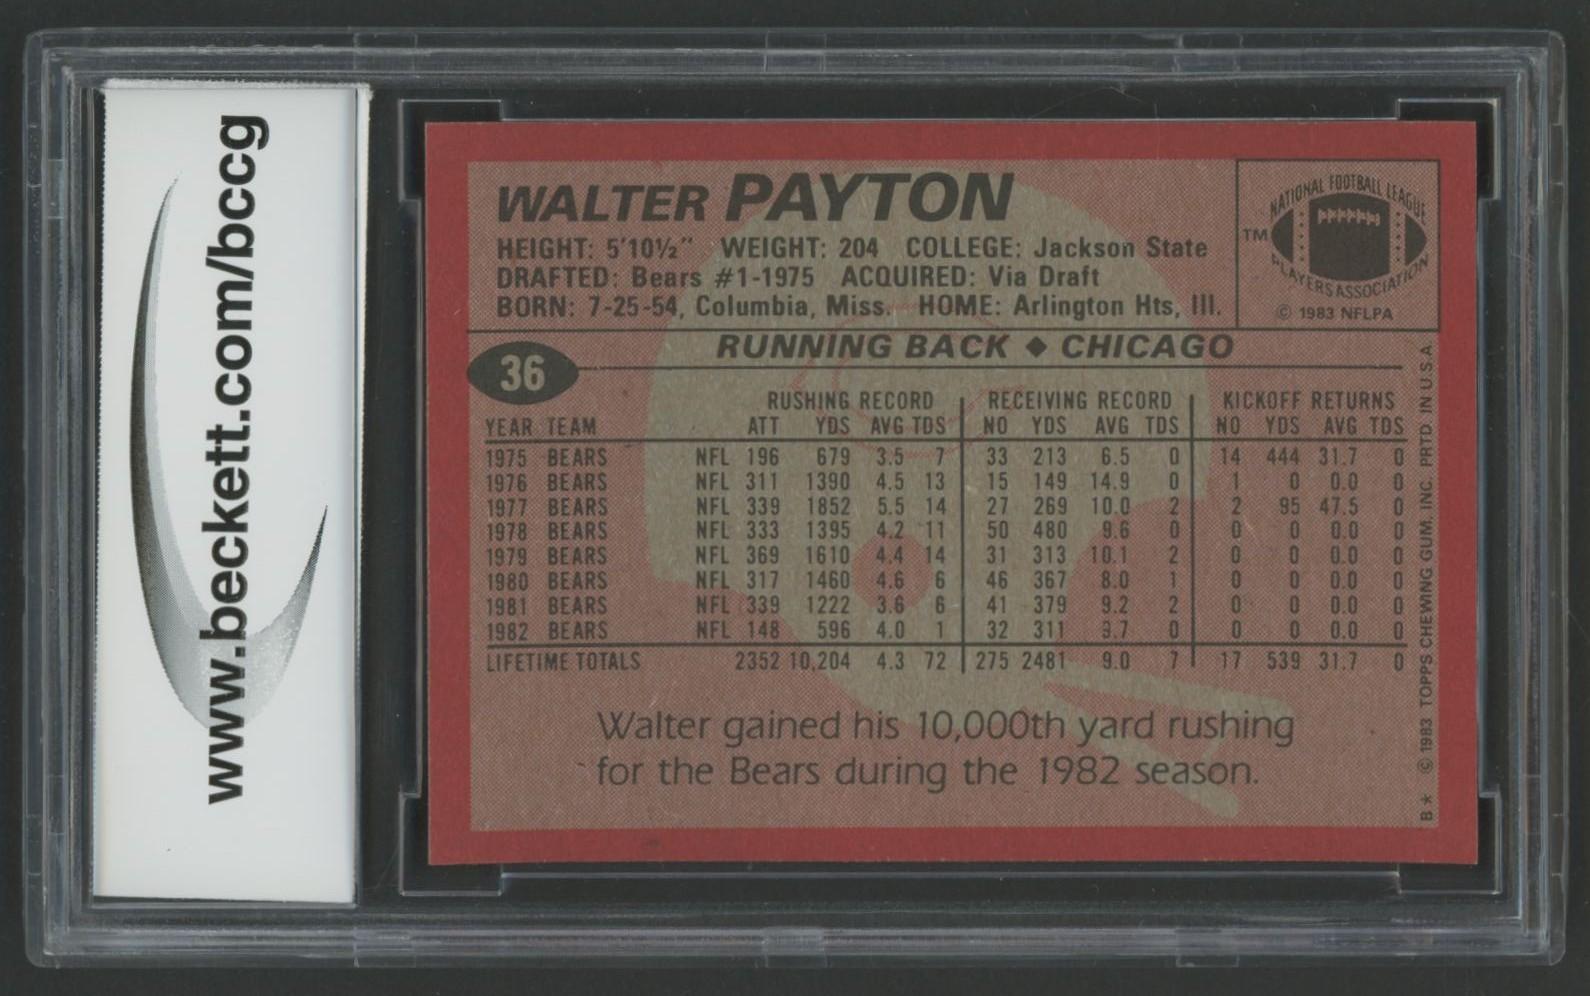 www.beckett.com/bccg
WALTER PAYTON
HEIGHT: 5'10½" WEIGHT: 204 COLLEGE: Jackson State
DRAFTED: Bears #1-1975 ACQUIRED: Via Draft
BORN: 7-25-54, Columbia, Miss. HOME: Arlington Hts, Ill.
NATIONAL FOOTBALL LEAGUE
TM
PLAYERS ASSOCIATION
© 1983 NFLPA
36
RUNNING BACK ◆ CHICAGO
RUSHING RECORD RECEIVING RECORD KICKOFF RETURNS
YEAR TEAM ATT YDS AVG TDS NO YDS AVG TDS NO YDS AVG TDS
1975 BEARS NFL 196 679 3.5 7 33 213 6.5 0 14 444 31.7 0
1976 BEARS NFL 311 1390 4.5 13 15 149 14.9 0 1 0 0.0 0
1977 BEARS NFL 339 1852 5.5 14 27 269 10.0 2 2 95 47.5 0
1978 BEARS NFL 333 1395 4.2 11 50 480 9.6 0 0 0 0.0 0
1979 BEARS NFL 369 1610 4.4 14 31 313 10.1 2 0 0 0.0 0
1980 BEARS NFL 317 1460 4.6 6 46 367 8.0 1 0 0 0.0 0
1981 BEARS NFL 339 1222 3.6 6 41 379 9.2 2 0 0 0.0 0
1982 BEARS NFL 148 596 4.0 1 32 311 9.7 0 0 0 0.0 0
LIFETIME TOTALS 2352 10,204 4.3 72 275 2481 9.0 7 17 539 31.7 0
Walter gained his 10,000th yard rushing
for the Bears during the 1982 season.
B* © 1983 TOPPS CHEWING GUM, INC. PRTD. IN U.S.A.